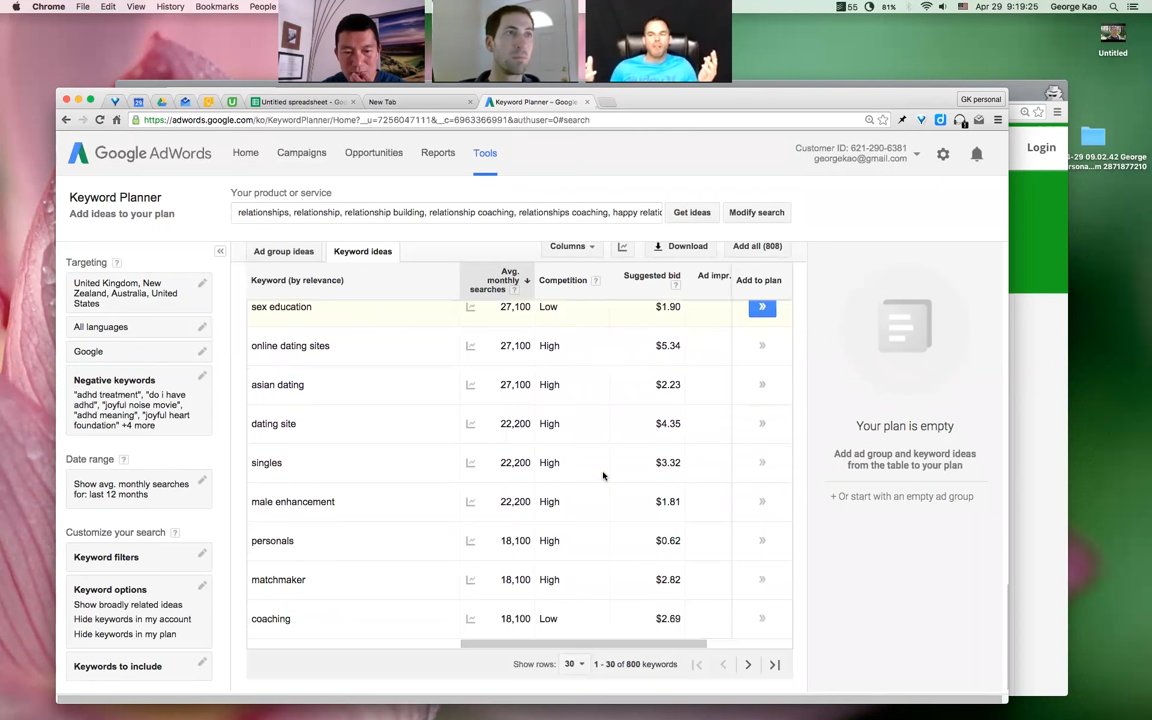 Chrome File Edit View History Bookmarks People
55 81% Apr 29 9:19:25 George Kao
Untitled
Untitled spreadsheet - Goo
New Tab
Keyword Planner – Google
GK personal
https://adwords.google.com/ko/KeywordPlanner/Home?__u=7256047111&__c=6963366991&authuser=0#search
Google AdWords
Home Campaigns Opportunities Reports Tools
Customer ID: 621-290-6381
georgekao@gmail.com
Login
-29 09.02.42 George
ersona...m 2871877210
Keyword Planner
Add ideas to your plan
Your product or service
relationships, relationship, relationship building, relationship coaching, relationships coaching, happy relatio
Get ideas
Modify search
Targeting ?
United Kingdom, New
Zealand, Australia, United
States
All languages
Google
Negative keywords
"adhd treatment", "do i have
adhd", "joyful noise movie",
"adhd meaning", "joyful heart
foundation" +4 more
Date range ?
Show avg. monthly searches
for: last 12 months
Customize your search ?
Keyword filters
Keyword options
Show broadly related ideas
Hide keywords in my account
Hide keywords in my plan
Keywords to include
Ad group ideas Keyword ideas
Columns
Download
Add all (808)
Keyword (by relevance)
Avg.
monthly
searches ?
Competition ?
Suggested bid
?
Ad impr.
Add to plan
sex education 27,100 Low $1.90
online dating sites 27,100 High $5.34
asian dating 27,100 High $2.23
dating site 22,200 High $4.35
singles 22,200 High $3.32
male enhancement 22,200 High $1.81
personals 18,100 High $0.62
matchmaker 18,100 High $2.82
coaching 18,100 Low $2.69
Show rows: 30 1 - 30 of 800 keywords
Your plan is empty
Add ad group and keyword ideas
from the table to your plan
+ Or start with an empty ad group